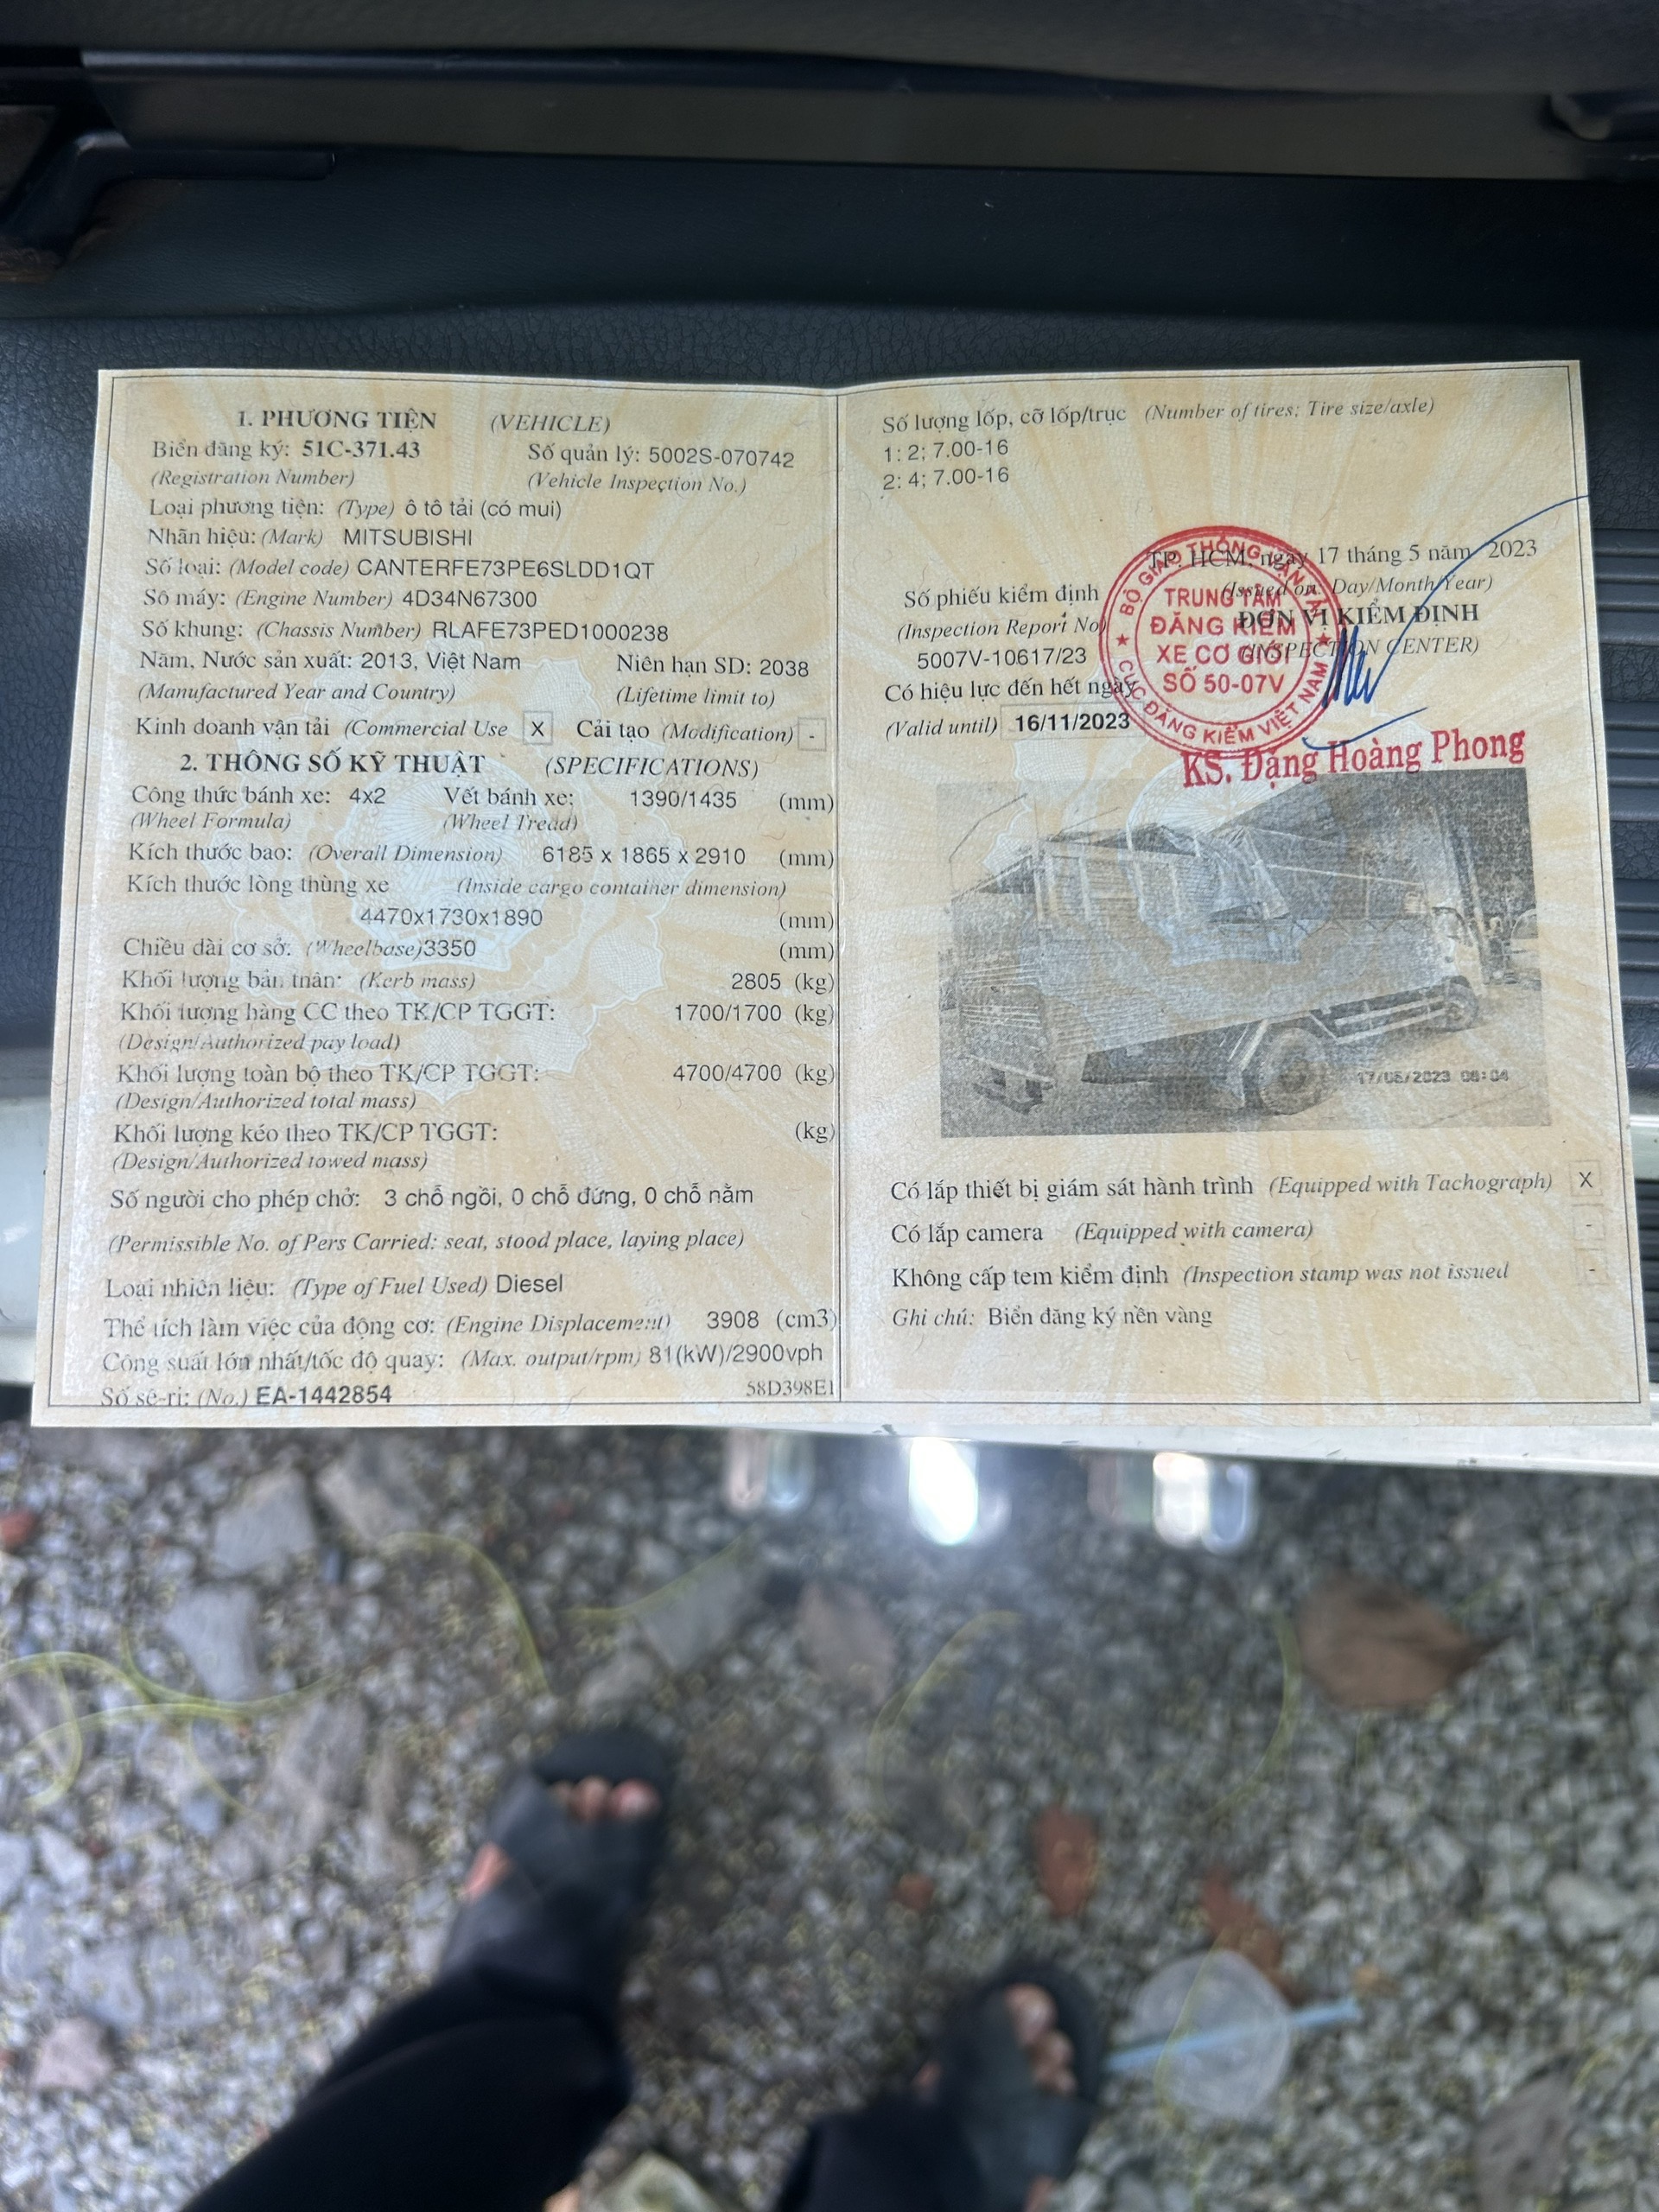 1. PHƯƠNG TIỆN (VEHICLE)
Biển đăng ký: 51C-371.43 Số quản lý: 5002S-070742
(Registration Number) (Vehicle Inspection No.)
Loại phương tiện: (Type) ô tô tải (có mui)
Nhãn hiệu: (Mark) MITSUBISHI
Số loại: (Model code) CANTERFE73PE6SLDD1QT
Số máy: (Engine Number) 4D34N67300
Số khung: (Chassis Number) RLAFE73PED1000238
Năm, Nước sản xuất: 2013, Việt Nam Niên hạn SD: 2038
(Manufactured Year and Country) (Lifetime limit to)
Kinh doanh vận tải (Commercial Use X Cải tạo (Modification) -
2. THÔNG SỐ KỸ THUẬT (SPECIFICATIONS)
Công thức bánh xe: 4x2 Vết bánh xe: 1390/1435 (mm)
(Wheel Formula) (Wheel Tread)
Kích thước bao: (Overall Dimension) 6185 x 1865 x 2910 (mm)
Kích thước lòng thùng xe (Inside cargo container dimension)
4470x1730x1890 (mm)
Chiều dài cơ sở: (Wheelbase)3350 (mm)
Khối lượng bản thân: (Kerb mass) 2805 (kg)
Khối lượng hàng CC theo TK/CP TGGT: 1700/1700 (kg)
(Design/Authorized pay load)
Khối lượng toàn bộ theo TK/CP TGGT: 4700/4700 (kg)
(Design/Authorized total mass)
Khối lượng kéo theo TK/CP TGGT: (kg)
(Design/Authorized towed mass)
Số người cho phép chở: 3 chỗ ngồi, 0 chỗ đứng, 0 chỗ nằm
(Permissible No. of Pers Carried: seat, stood place, laying place)
Loại nhiên liệu: (Type of Fuel Used) Diesel
Thể tích làm việc của động cơ: (Engine Displacement) 3908 (cm3)
Công suất lớn nhất/tốc độ quay: (Max. output/rpm) 81(kW)/2900vph
Số sê-ri: (No.) EA-1442854 58D398E1
Số lượng lốp, cỡ lốp/trục (Number of tires; Tire size/axle)
1: 2; 7.00-16
2: 4; 7.00-16
TP. HCM, ngày 17 tháng 5 năm 2023
(Issued on: Day/Month/Year)
Số phiếu kiểm định ĐƠN VỊ KIỂM ĐỊNH
(Inspection Report No) (INSPECTION CENTER)
5007V-10617/23
Có hiệu lực đến hết ngày
(Valid until) 16/11/2023
BỘ GIAO THÔNG VẬN TẢI
TRUNG TÂM
ĐĂNG KIỂM
XE CƠ GIỚI
SỐ 50-07V
CỤC ĐĂNG KIỂM VIỆT NAM
KS. Đặng Hoàng Phong
17/05/2023 08:04
Có lắp thiết bị giám sát hành trình (Equipped with Tachograph) X
Có lắp camera (Equipped with camera) -
Không cấp tem kiểm định (Inspection stamp was not issued -
Ghi chú: Biển đăng ký nền vàng